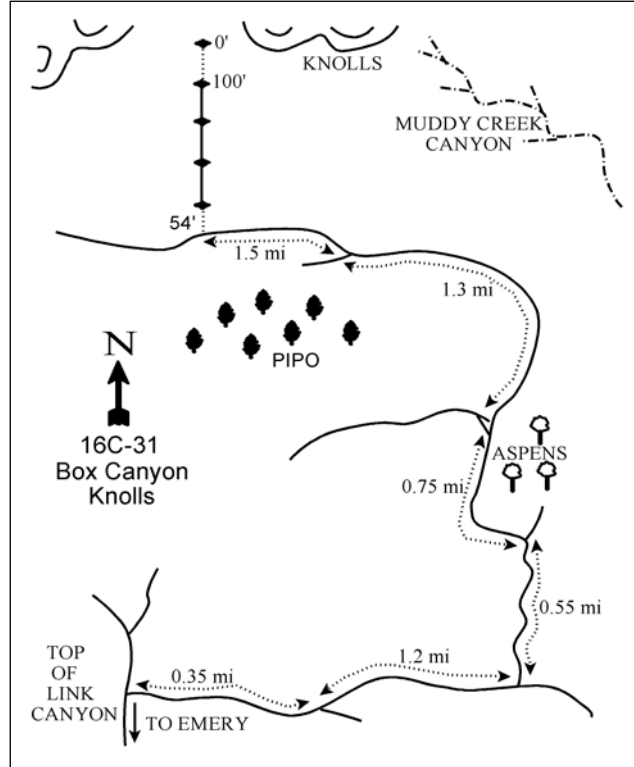 0'
KNOLLS
100'
MUDDY CREEK
CANYON
54'
1.5 mi
1.3 mi
N
PIPO
16C-31
Box Canyon
Knolls
ASPENS
0.75 mi
0.55 mi
TOP
OF
LINK
CANYON
0.35 mi
1.2 mi
TO EMERY